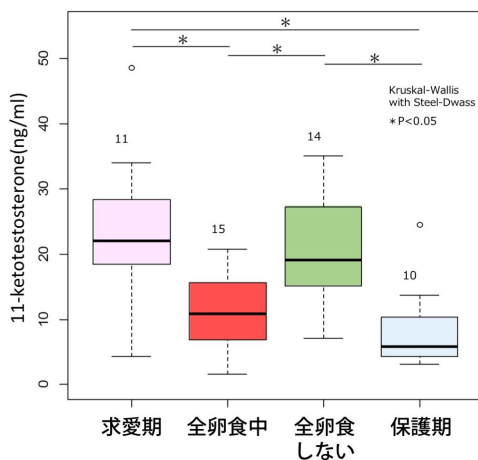 *
*
*
*
50
40
30
20
10
0
11-ketotestosterone(ng/ml)
Kruskal-Wallis
with Steel-Dwass
*P<0.05
11
15
14
10
求愛期
全卵食中
全卵食
しない
保護期